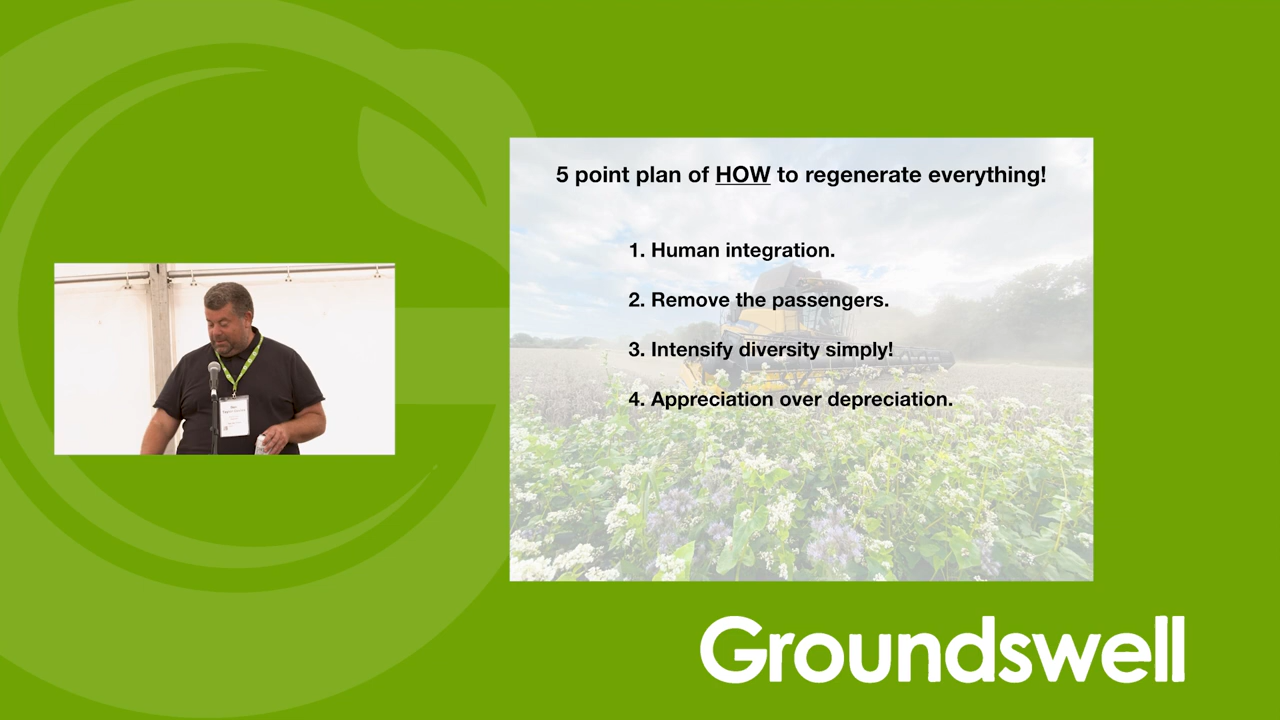 5 point plan of HOW to regenerate everything!
1. Human integration.
2. Remove the passengers.
3. Intensify diversity simply!
4. Appreciation over depreciation.
Groundswell